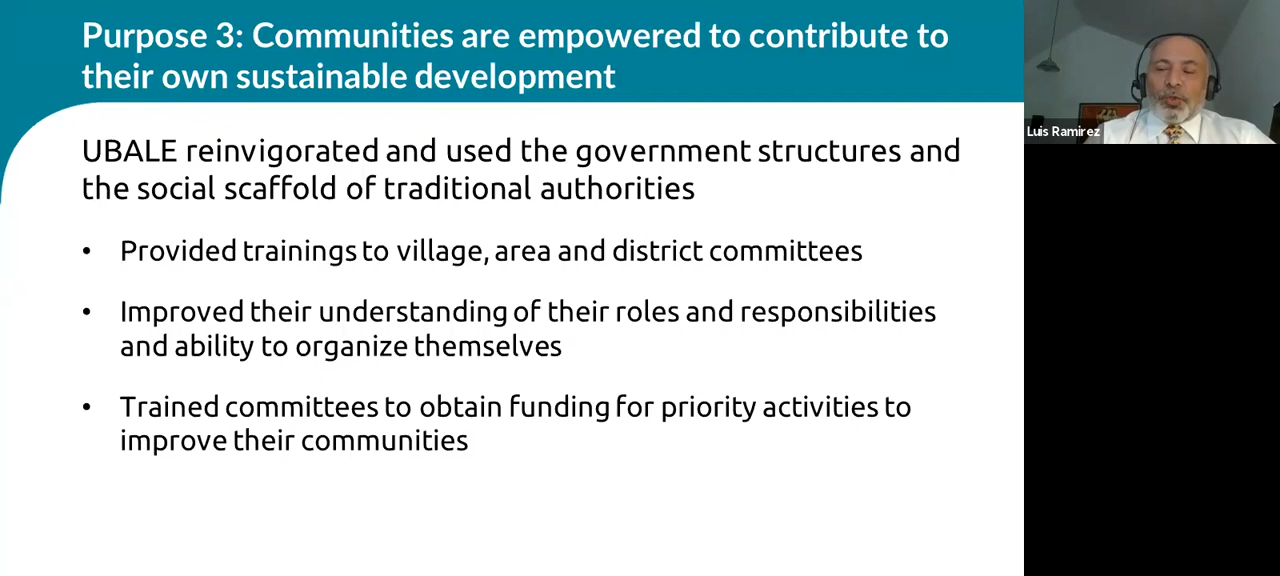 Purpose 3: Communities are empowered to contribute to
their own sustainable development
UBALE reinvigorated and used the government structures and
the social scaffold of traditional authorities
• Provided trainings to village, area and district committees
• Improved their understanding of their roles and responsibilities
and ability to organize themselves
• Trained committees to obtain funding for priority activities to
improve their communities
Luis Ramirez